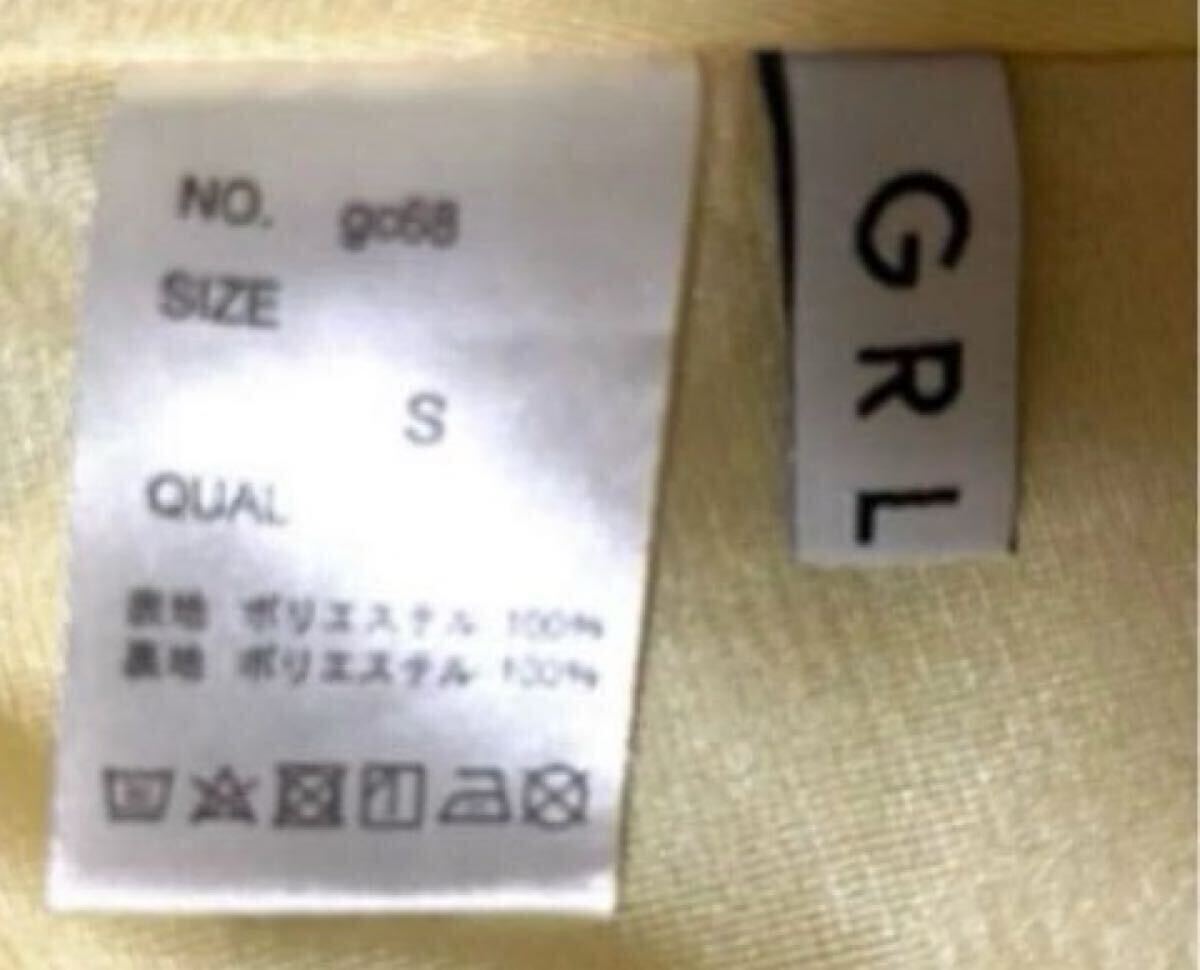 NO. gc68
SIZE
S
QUAL
表地 ポリエステル 100%
裏地 ポリエステル 100%
GRL